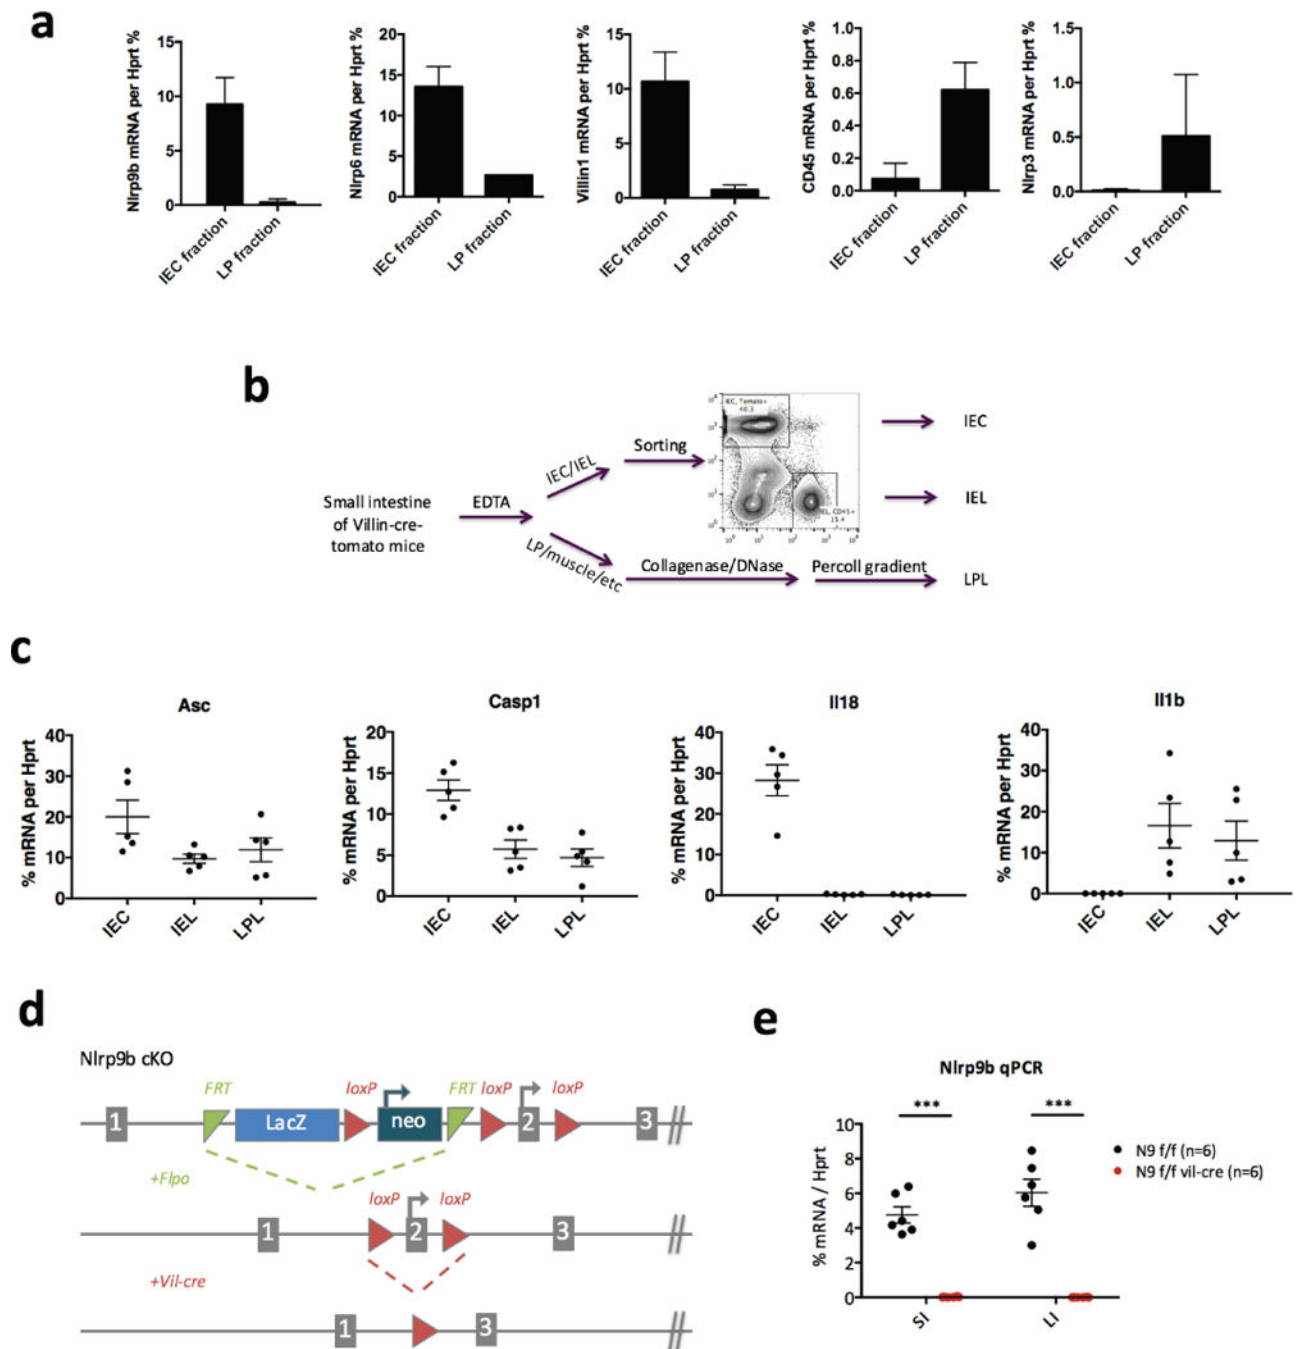 a
Nlrp9b mRNA per Hprt %
15
10
5
0
IEC fraction
LP fraction
Nlrp6 mRNA per Hprt %
20
15
10
5
0
IEC fraction
LP fraction
Villin1 mRNA per Hprt %
15
10
5
0
IEC fraction
LP fraction
CD45 mRNA per Hprt %
1.0
0.8
0.6
0.4
0.2
0.0
IEC fraction
LP fraction
Nlrp3 mRNA per Hprt %
1.5
1.0
0.5
0.0
IEC fraction
LP fraction
b
Small intestine
of Villin-cre-
tomato mice
EDTA
IEC/IEL
LP/muscle/etc
Sorting
IEC, Tomato+
IEL, CD45+
15.4
IEC
IEL
Collagenase/DNase
Percoll gradient
LPL
c
Asc
% mRNA per Hprt
40
30
20
10
0
IEC
IEL
LPL
Casp1
% mRNA per Hprt
20
15
10
5
0
IEC
IEL
LPL
Il18
% mRNA per Hprt
40
30
20
10
0
IEC
IEL
LPL
Il1b
% mRNA per Hprt
40
30
20
10
0
IEC
IEL
LPL
d
Nlrp9b cKO
FRT
loxP
FRT
loxP
loxP
1
LacZ
neo
2
3
+Flpo
loxP
loxP
1
2
3
+Vil-cre
1
3
e
Nlrp9b qPCR
***
***
% mRNA / Hprt
10
8
6
4
2
0
SI
LI
N9 f/f (n=6)
N9 f/f vil-cre (n=6)